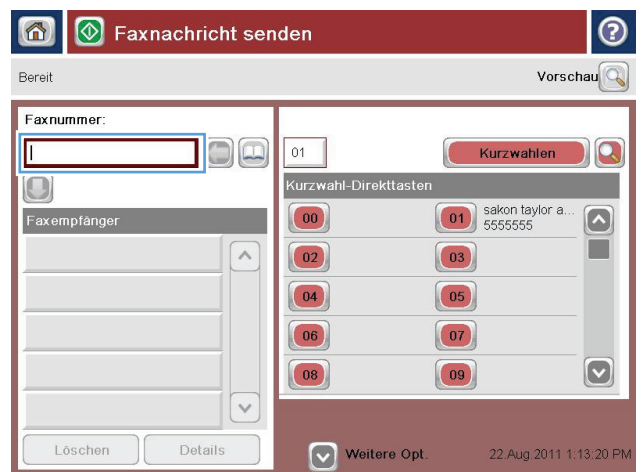 Faxnachricht senden
Bereit
Vorschau
Faxnummer:
01
Kurzwahlen
Kurzwahl-Direkttasten
Faxempfänger
00
01
sakon taylor a...
5555555
02
03
04
05
06
07
08
09
Löschen
Details
Weitere Opt.
22.Aug.2011 1:13:20 PM